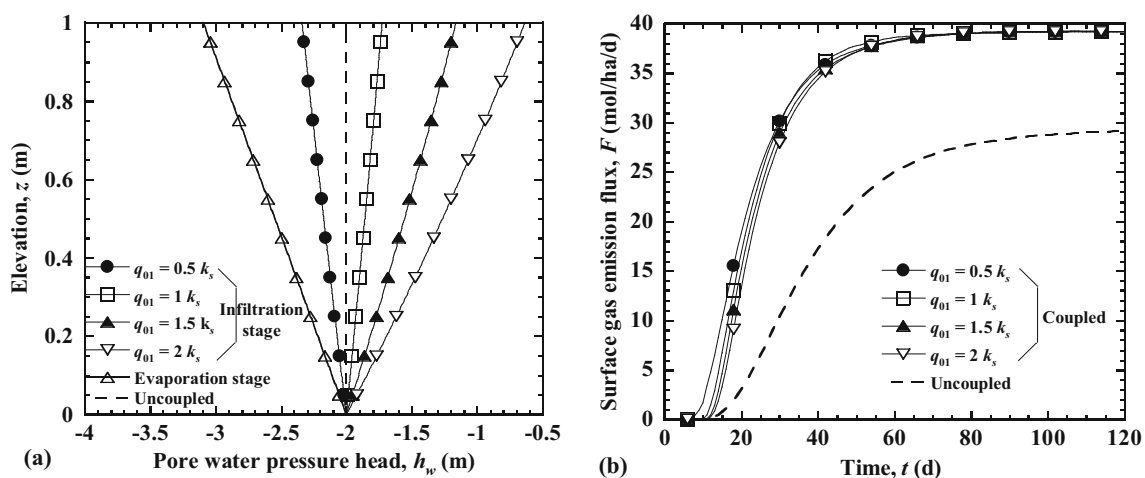 1
0.8
0.6
0.4
0.2
0
Elevation, z (m)
q01 = 0.5 ks
q01 = 1 ks
q01 = 1.5 ks
q01 = 2 ks
Infiltration
stage
Evaporation stage
Uncoupled
-4 -3.5 -3 -2.5 -2 -1.5 -1 -0.5
(a) Pore water pressure head, hw (m)
40
35
30
25
20
15
10
5
0
Surface gas emission flux, F (mol/ha/d)
q01 = 0.5 ks
q01 = 1 ks
q01 = 1.5 ks
q01 = 2 ks
Coupled
Uncoupled
0 20 40 60 80 100 120
(b) Time, t (d)